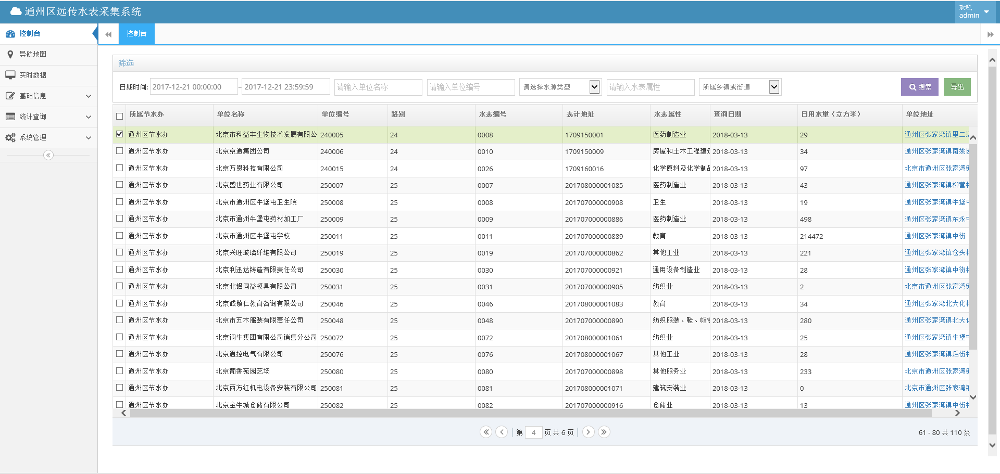 通州区远传水表采集系统
欢迎,
admin
控制台
控制台
导航地图
实时数据
基础信息
统计查询
系统管理
筛选
日期时间: 2017-12-21 00:00:00 – 2017-12-21 23:59:59 请输入单位名称 请输入单位编号 请选择水源类型 请输入水表属性 所属乡镇或街道 搜索 导出
所属节水办 单位名称 单位编号 路别 水表编号 表计地址 水表属性 查询日期 日用水量（立方米） 单位地址
通州区节水办 北京市科益丰生物技术发展有限公 240005 24 0008 1709150001 医药制造业 2018-03-13 29 通州区张家湾镇里二
通州区节水办 北京京通集团公司 240006 24 0010 1709150009 房屋和土木工程建筑 2018-03-13 34 通州区张家湾镇南姚
通州区节水办 北京万恩科技有限公司 240015 24 0026 1709160016 化学原料及化学制品 2018-03-13 97 北京市通州区张家湾镇
通州区节水办 北京盛世药业有限公司 250007 25 0007 201708000001085 医药制造业 2018-03-13 43 通州区张家湾镇柳营村
通州区节水办 北京市通州区牛堡屯卫生院 250008 25 0008 201707000000908 卫生 2018-03-13 19 通州区张家湾镇牛堡屯
通州区节水办 北京市通州牛堡屯药材加工厂 250009 25 0009 201707000000886 医药制造业 2018-03-13 498 通州区张家湾镇东永屯
通州区节水办 北京市通州区牛堡屯学校 250011 25 0011 201707000000889 教育 2018-03-13 214472 通州区张家湾镇中街
通州区节水办 北京兴旺玻璃纤维有限公司 250019 25 0019 201707000000862 其他工业 2018-03-13 221 通州区张家湾镇仓头村
通州区节水办 北京利迅达铸造有限责任公司 250030 25 0030 201707000000921 通用设备制造业 2018-03-13 28 通州区张家湾镇中街村
通州区节水办 北京北铝同益模具有限公司 250031 25 0031 201707000000905 纺织业 2018-03-13 2 北京市通州区张家湾镇
通州区节水办 北京诚敬仁教育咨询有限公司 250046 25 0046 201708000001083 教育 2018-03-13 34 通州区张家湾北大化村
通州区节水办 北京市五木服装有限责任公司 250048 25 0048 201707000000890 纺织服装、鞋、帽制 2018-03-13 280 通州区张家湾镇北大化
通州区节水办 北京铜牛集团有限公司销售分公司 250072 25 0072 201708000001061 纺织业 2018-03-13 25 通州区张家湾镇牛堡屯
通州区节水办 北京通控电气有限公司 250076 25 0076 201708000001067 其他工业 2018-03-13 28 通州区张家湾镇后街村
通州区节水办 北京葡香苑园艺场 250080 25 0080 201707000000898 其他服务业 2018-03-13 233 北京市通州区张家湾镇
通州区节水办 北京西方红机电设备安装有限公司 250081 25 0081 201708000001071 建筑安装业 2018-03-13 0 北京市通州区张家湾镇
通州区节水办 北京金牛城仓储有限公司 250082 25 0082 201707000000916 仓储业 2018-03-13 13 通州区张家湾镇中街村
第 4 页 共 6 页
61 - 80 共 110 条